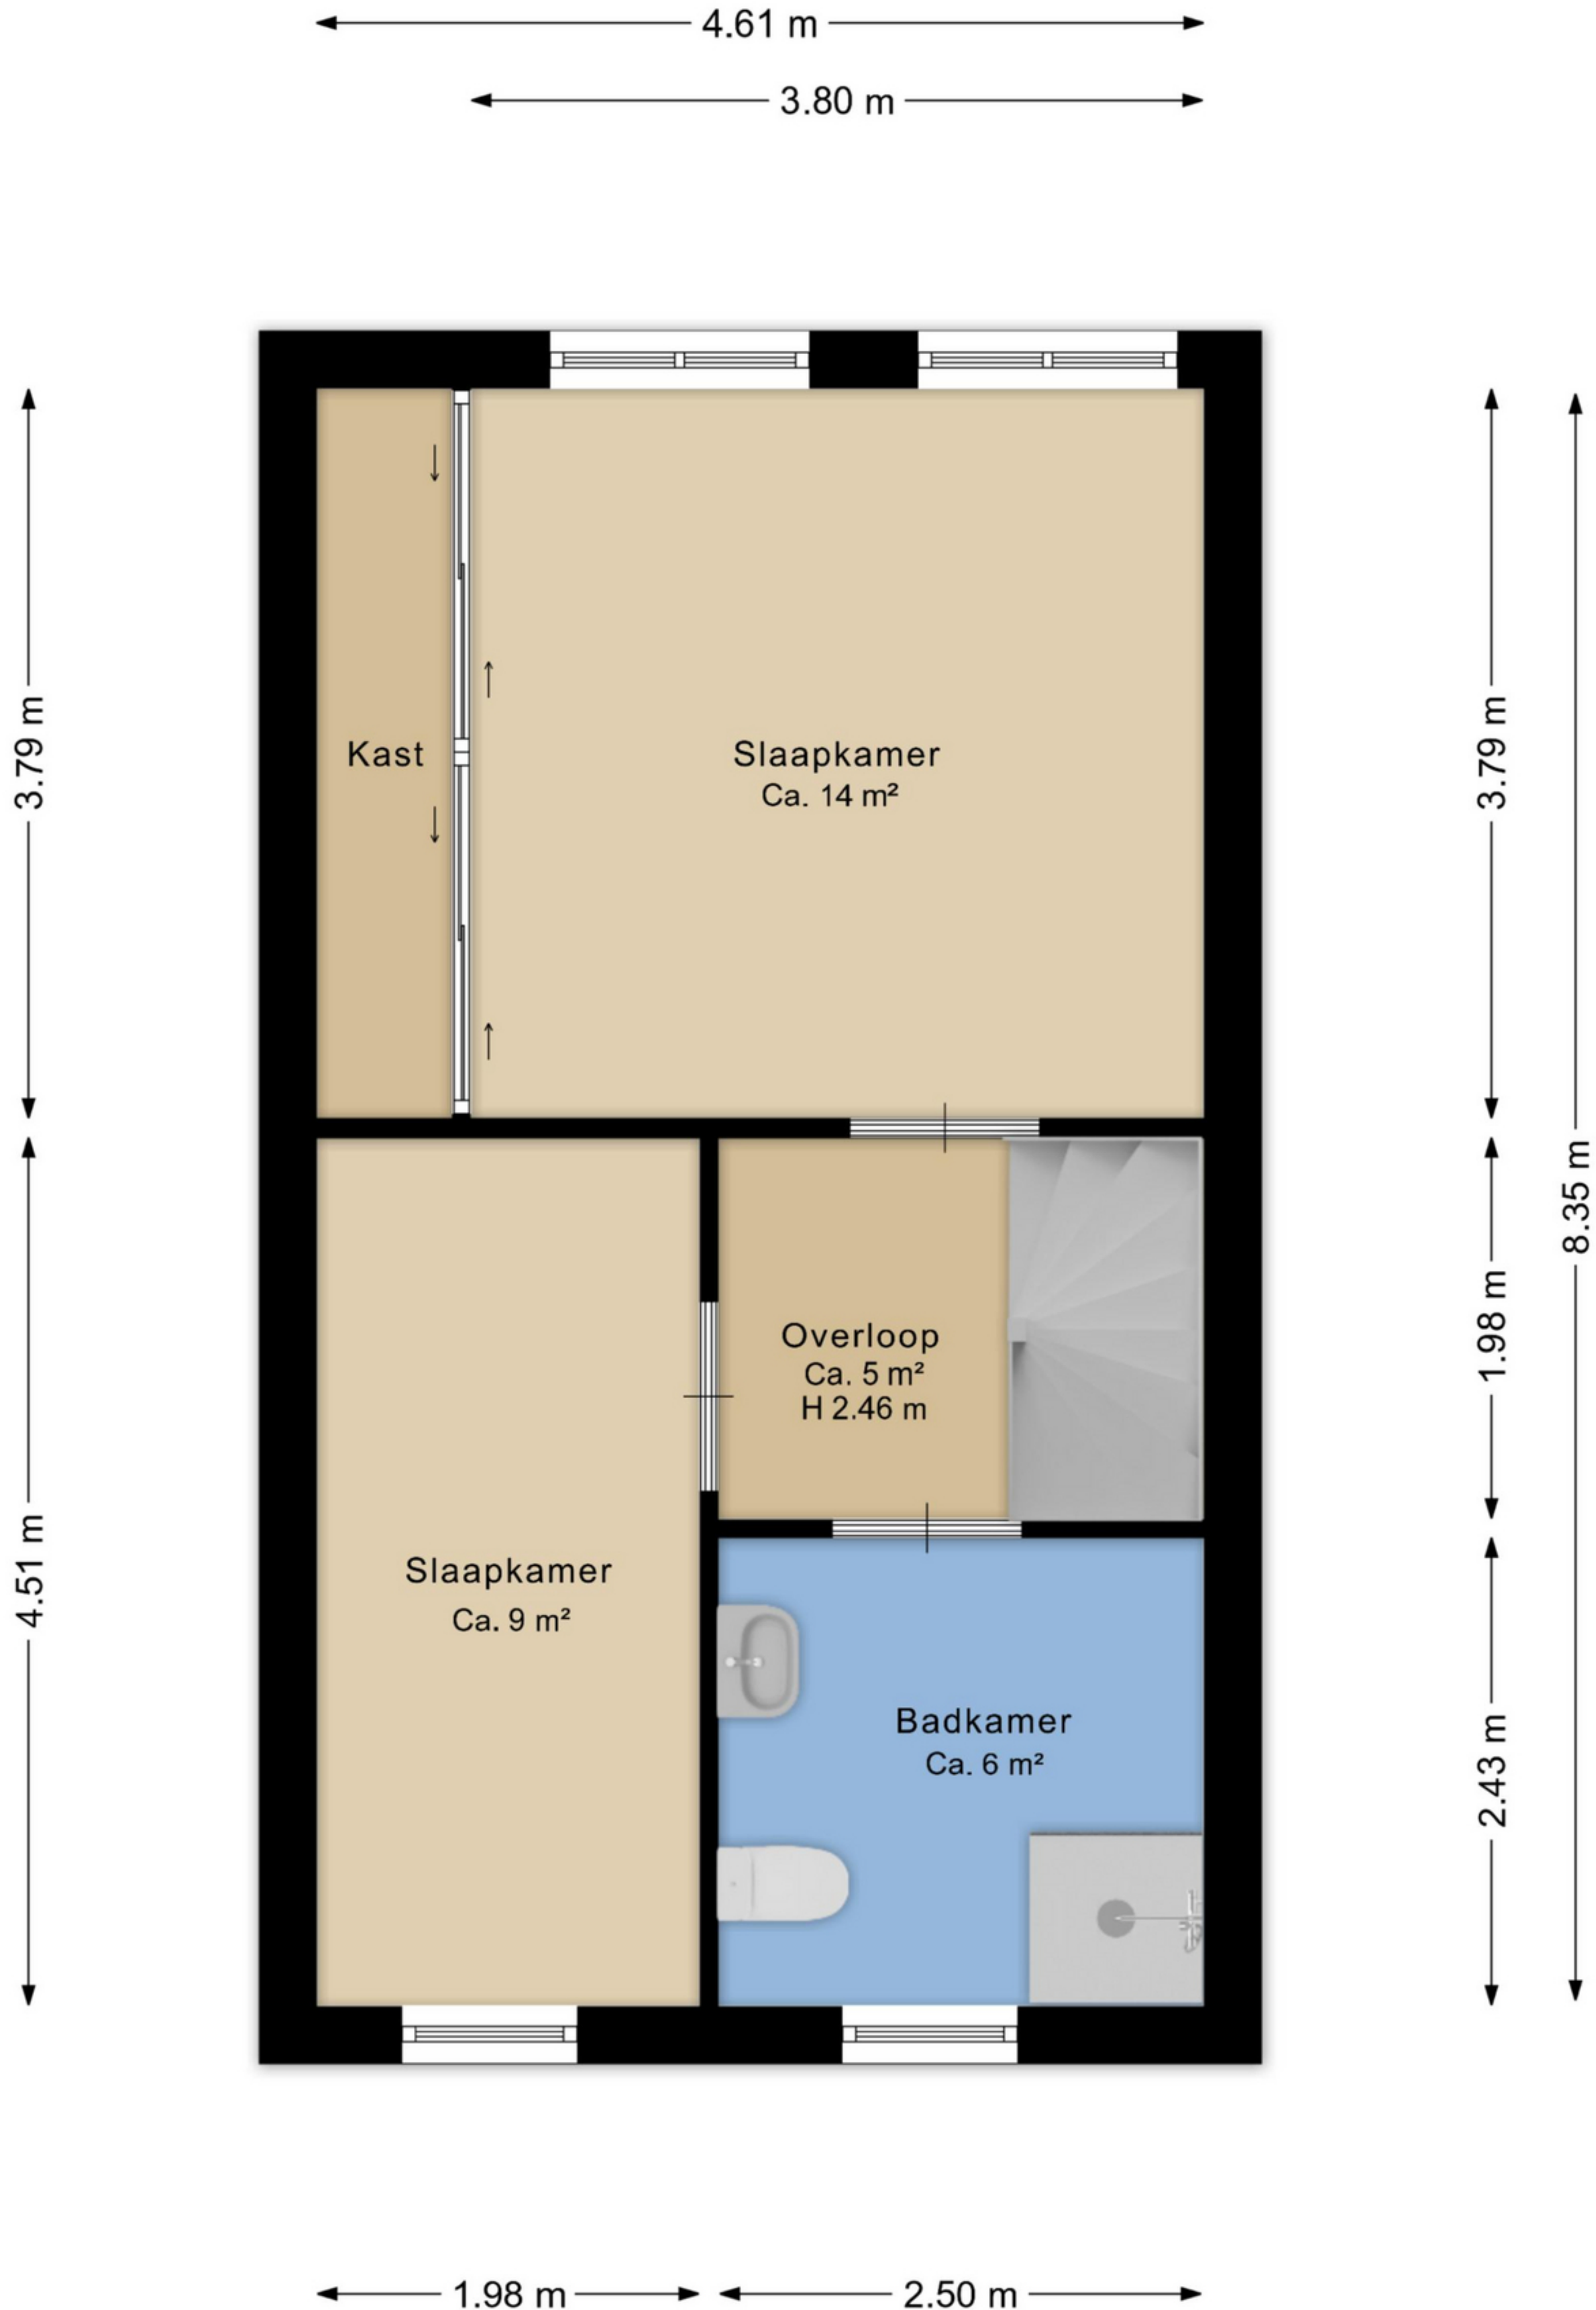 4.61 m
3.80 m
3.79 m
3.79 m
8.35 m
Kast
Slaapkamer
Ca. 14 m²
4.51 m
1.98 m
Overloop
Ca. 5 m²
H 2.46 m
Slaapkamer
Ca. 9 m²
Badkamer
Ca. 6 m²
2.43 m
1.98 m
2.50 m